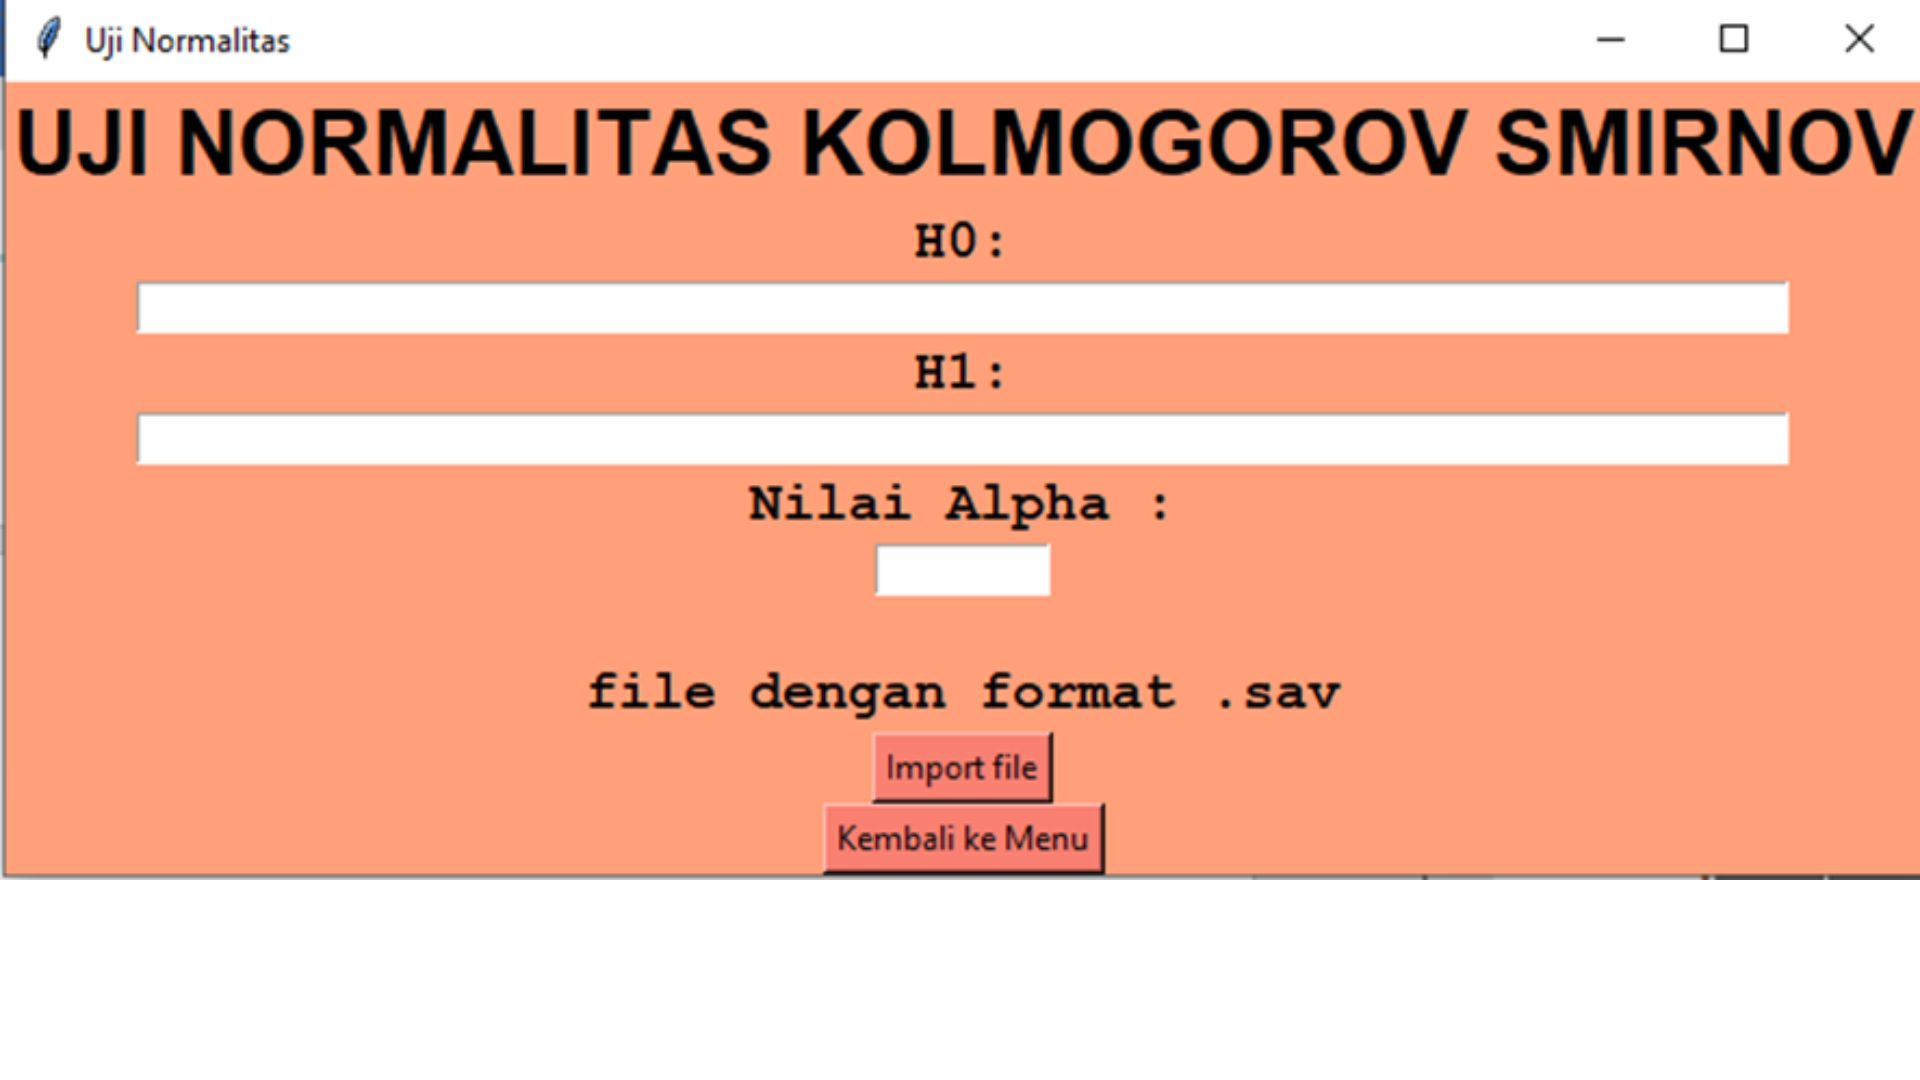 Uji Normalitas
UJI NORMALITAS KOLMOGOROV SMIRNOV
H0:
H1:
Nilai Alpha :
file dengan format .sav
Import file
Kembali ke Menu